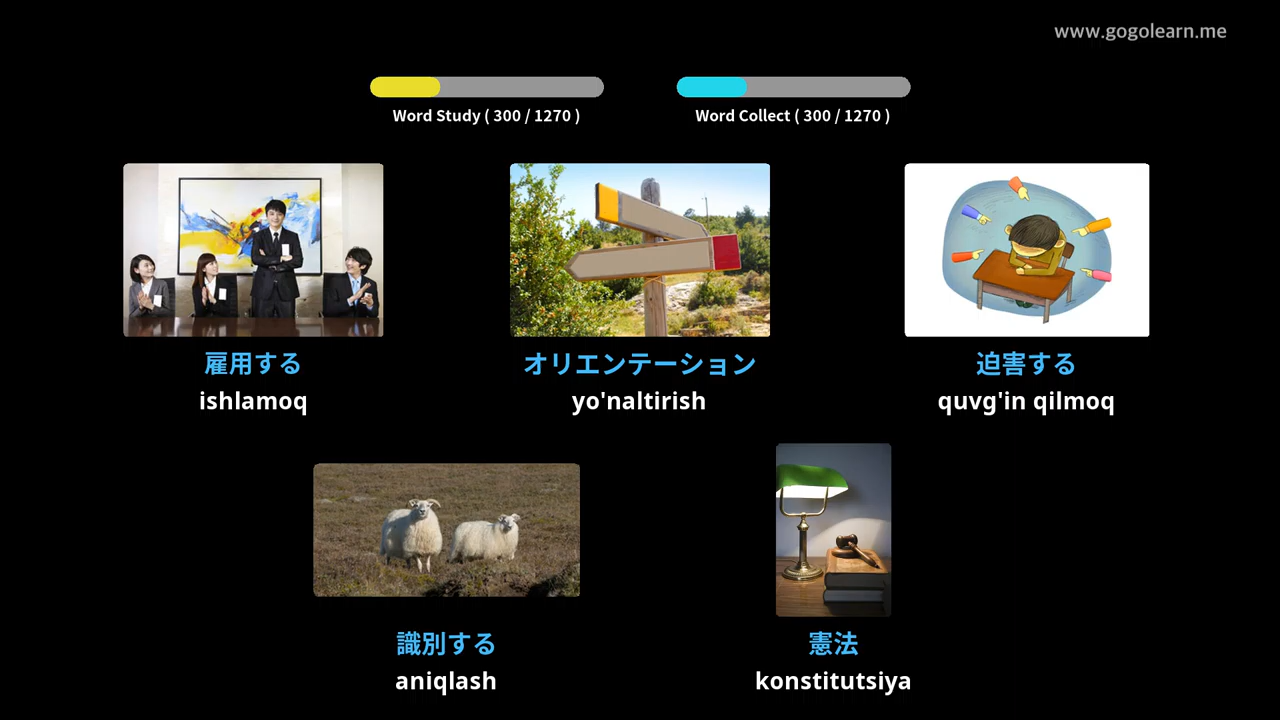 www.gogolearn.me
Word Study ( 300 / 1270 )
Word Collect ( 300 / 1270 )
雇用する
ishlamoq
オリエンテーション
yo'naltirish
迫害する
quvg'in qilmoq
識別する
aniqlash
憲法
konstitutsiya